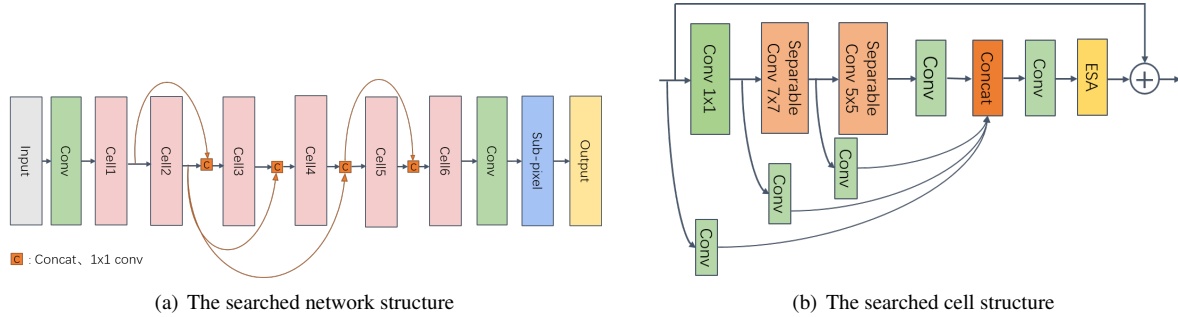 Input
Conv
Cell1
Cell2
C
Cell3
C
Cell4
C
Cell5
C
Cell6
Conv
Sub-pixel
Output
C : Concat、1x1 conv
(a) The searched network structure
Conv 1x1
Separable
Conv 7x7
Separable
Conv 5x5
Conv
Concat
Conv
ESA
Conv
Conv
Conv
(b) The searched cell structure